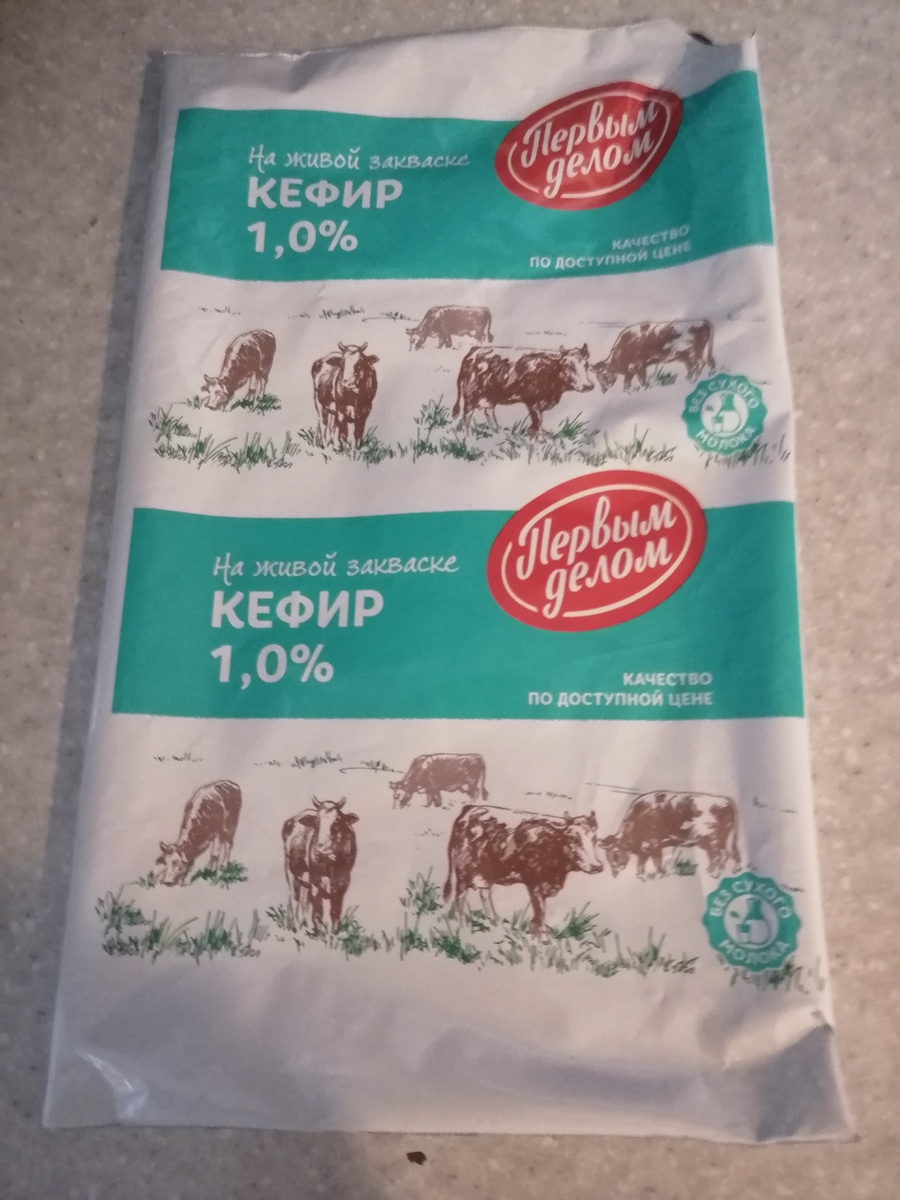 Первым
делом
На живой закваске
КЕФИР
1,0%
КАЧЕСТВО
ПО ДОСТУПНОЙ ЦЕНЕ
БЕЗ СУХОГО
МОЛОКА
Первым
делом
На живой закваске
КЕФИР
1,0%
КАЧЕСТВО
ПО ДОСТУПНОЙ ЦЕНЕ
БЕЗ СУХОГО
МОЛОКА